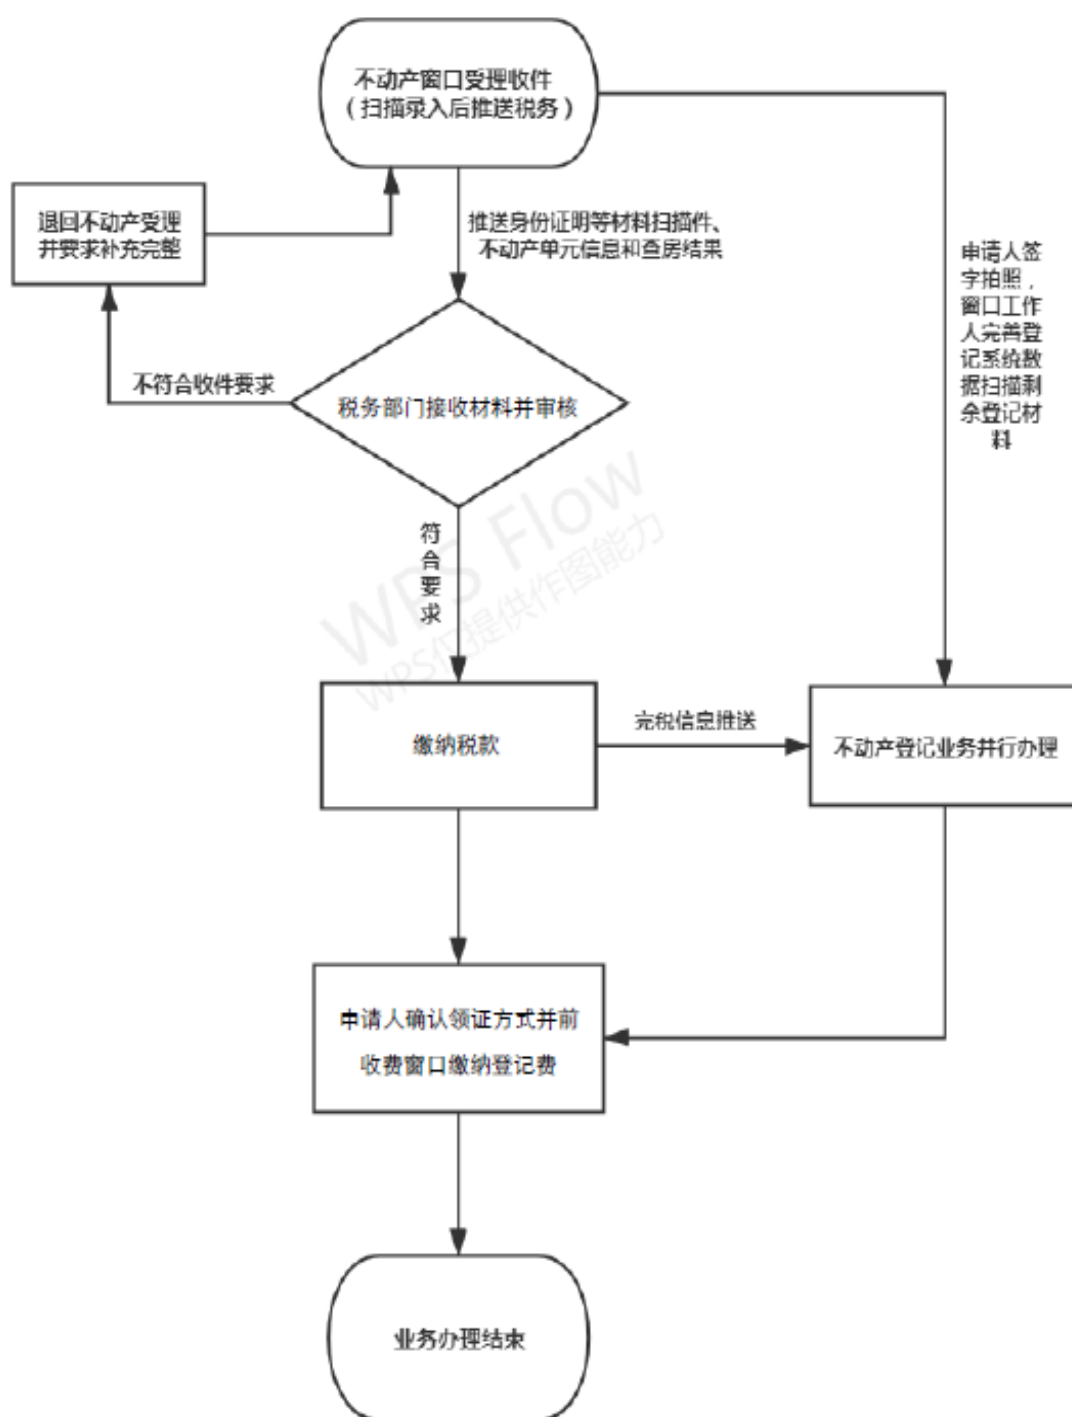 不动产窗口受理收件
（扫描录入后推送税务）
退回不动产受理
并要求补充完整
推送身份证明等材料扫描件、
不动产单元信息和查房结果
申请人签
字拍照，
窗口工作
人完善登
记系统数
据扫描剩
余登记材
料
不符合收件要求
税务部门接收材料并审核
符
合
要
求
WPS Flow
WPS仅提供作图能力
缴纳税款
完税信息推送
不动产登记业务并行办理
申请人确认领证方式并前
收费窗口缴纳登记费
业务办理结束